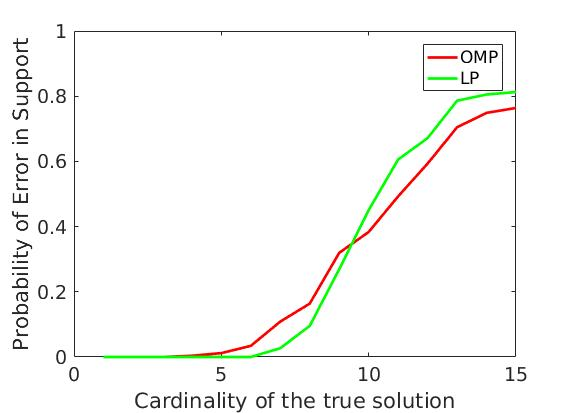 1
0.8
0.6
0.4
0.2
0
0
5
10
15
Probability of Error in Support
Cardinality of the true solution
OMP
LP